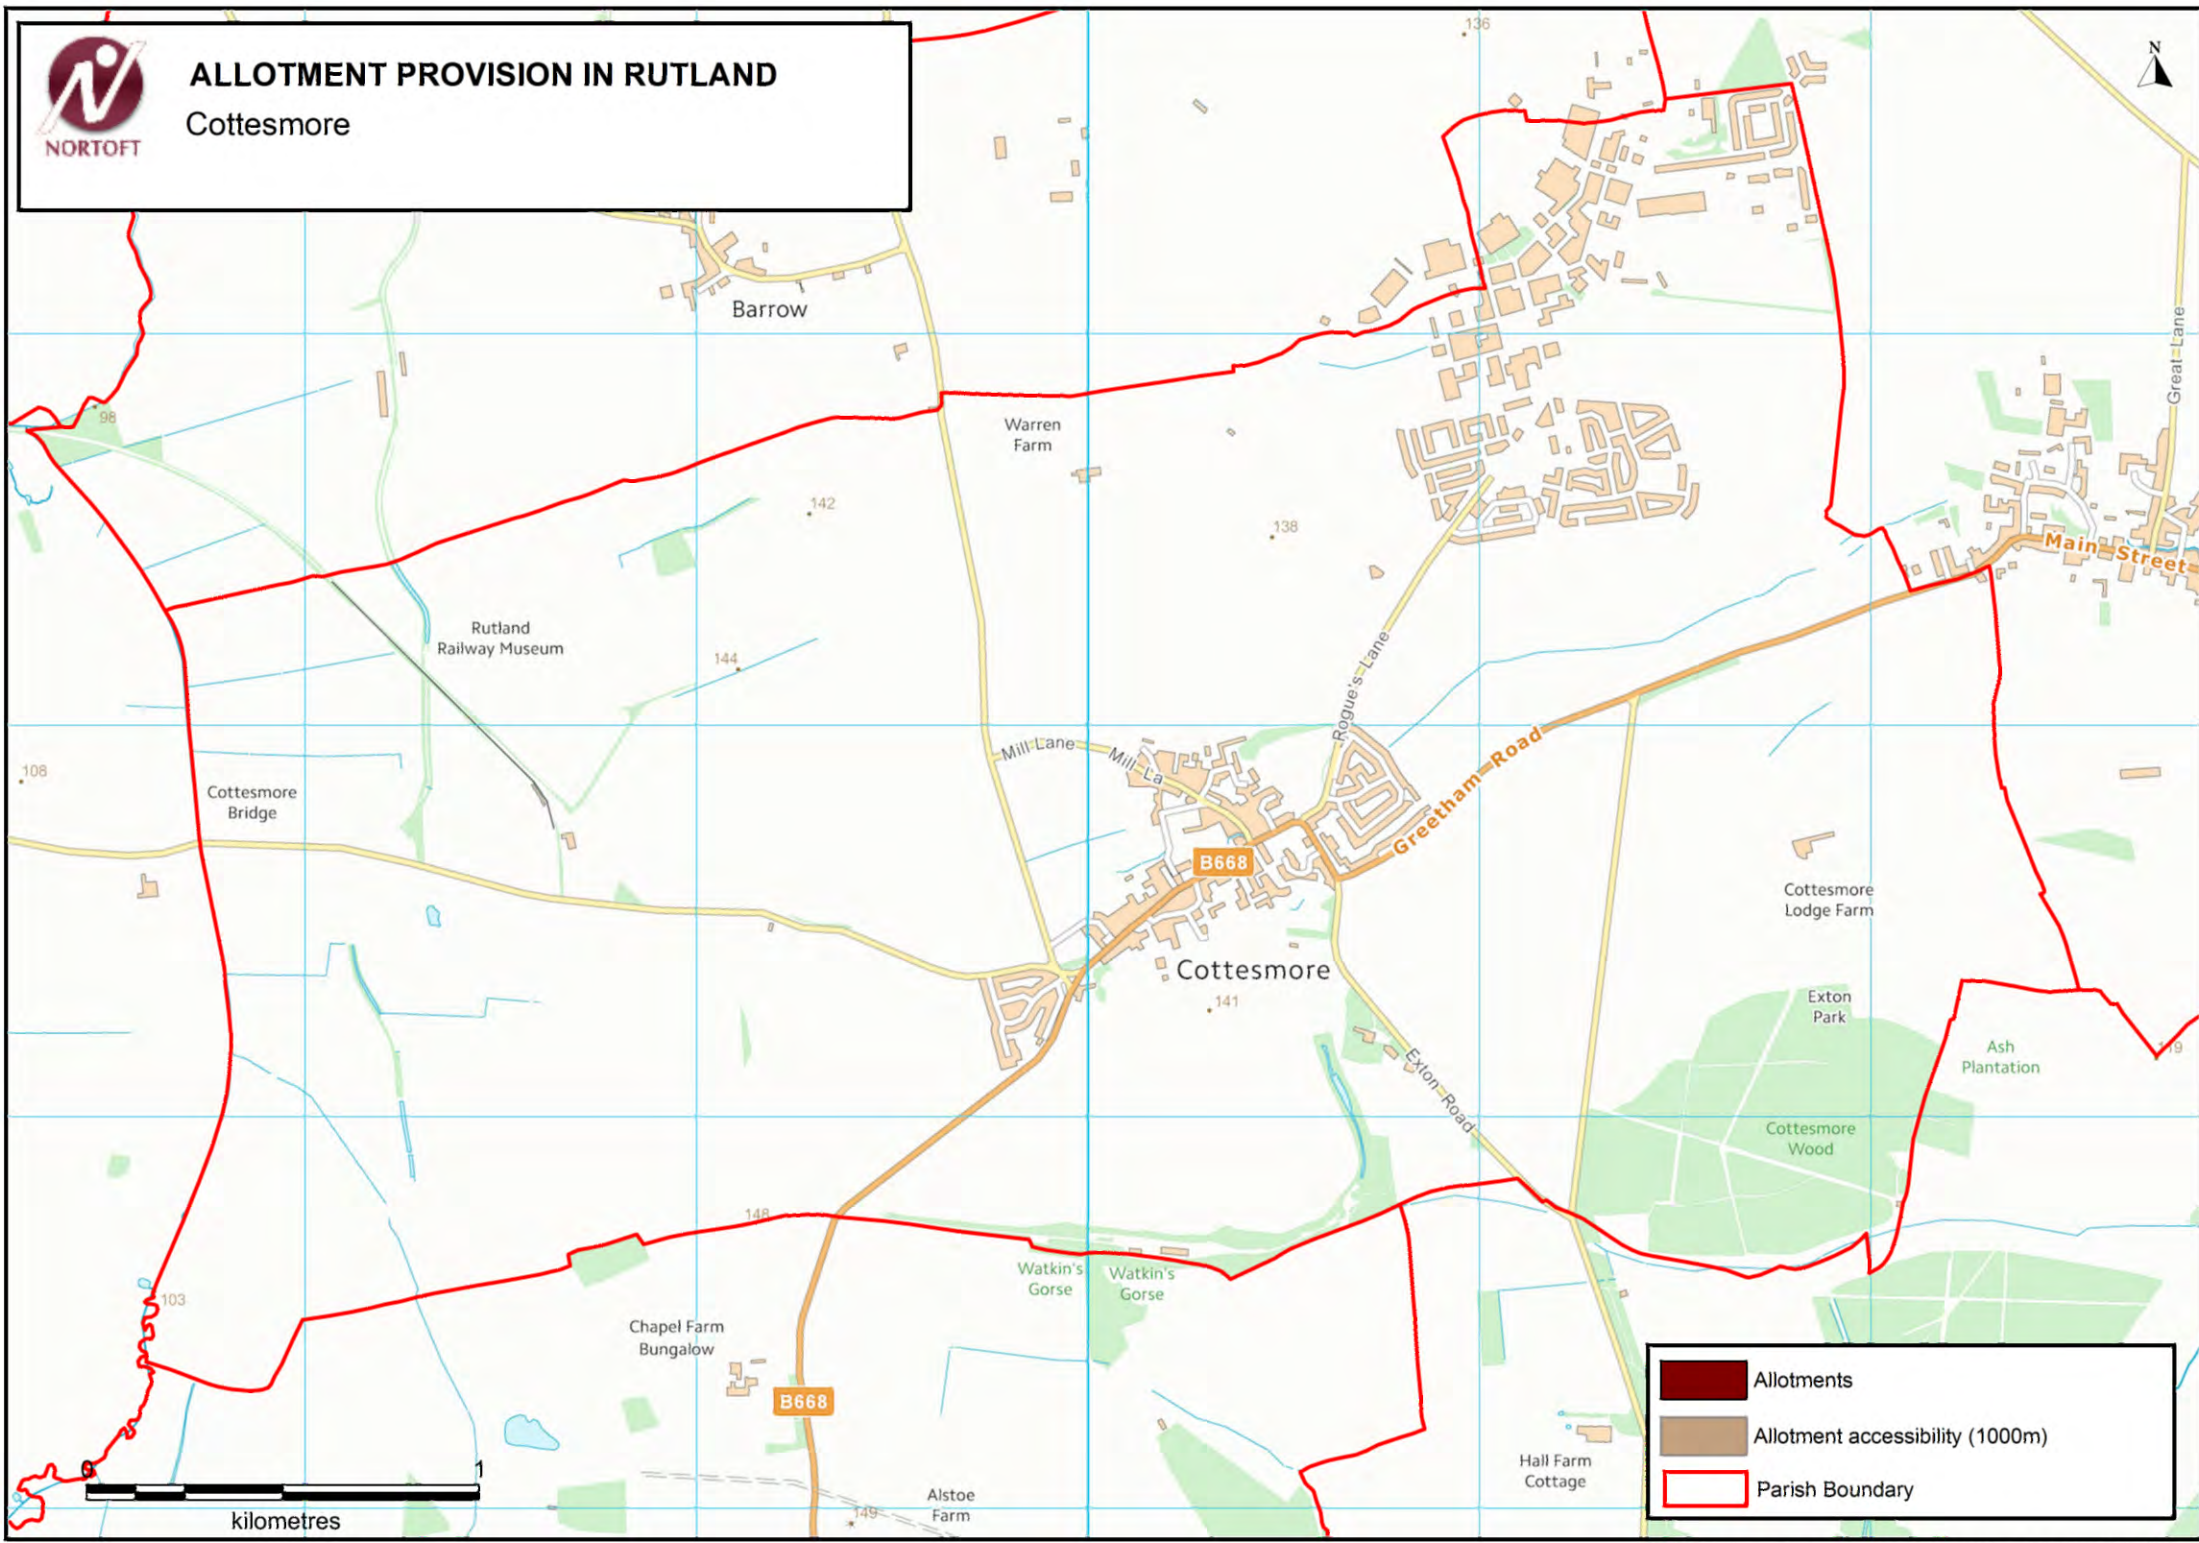 ALLOTMENT PROVISION IN RUTLAND
Cottesmore
NORTOFT
136
N
Barrow
Great Lane
98
Warren
Farm
142
138
Main Street
Rutland
Railway Museum
144
Rogue's Lane
Mill Lane
Mill La
108
Cottesmore
Bridge
Greetham Road
B668
Cottesmore
Lodge Farm
Cottesmore
141
Exton
Park
Ash
Plantation
119
Exton Road
Cottesmore
Wood
148
Watkin's
Gorse
Watkin's
Gorse
103
Chapel Farm
Bungalow
B668
Hall Farm
Cottage
Alstoe
Farm
149
0 1
kilometres
Allotments
Allotment accessibility (1000m)
Parish Boundary